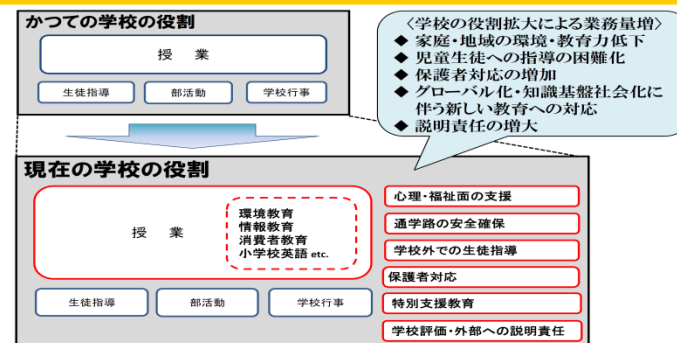 かつての学校の役割
授　業
生徒指導
部活動
学校行事
〈学校の役割拡大による業務量増〉
◆ 家庭・地域の環境・教育力低下
◆ 児童生徒への指導の困難化
◆ 保護者対応の増加
◆ グローバル化・知識基盤社会化に
伴う新しい教育への対応
◆ 説明責任の増大
現在の学校の役割
授　業
環境教育
情報教育
消費者教育
小学校英語 etc.
生徒指導
部活動
学校行事
心理・福祉面の支援
通学路の安全確保
学校外での生徒指導
保護者対応
特別支援教育
学校評価・外部への説明責任